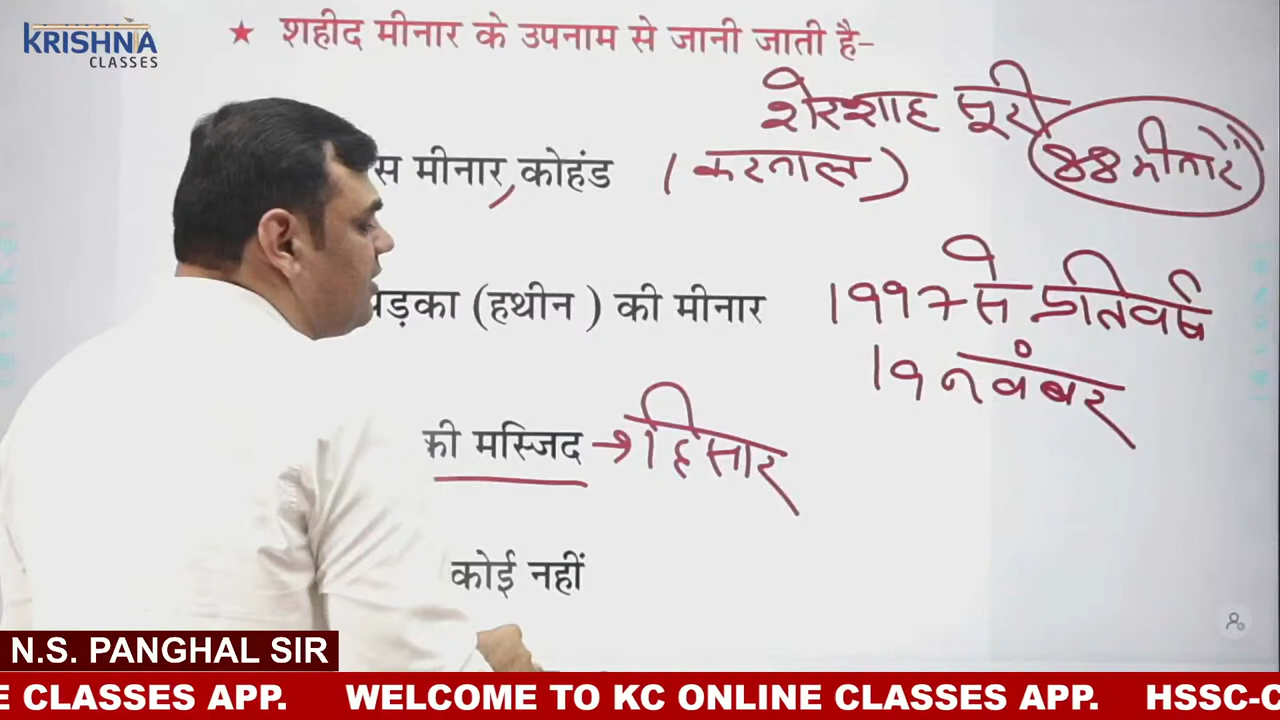 KRISHNA
CLASSES
★ शहीद मीनार के उपनाम से जानी जाती है-
शेरशाह सूरी
स मीनार, कोहंड (करनाल) 88 मीनारें
ड़का (हथीन ) की मीनार 1997 से प्रतिवर्ष
19 नवंबर
की मस्जिद → हिसार
कोई नहीं
N.S. PANGHAL SIR
E CLASSES APP. WELCOME TO KC ONLINE CLASSES APP. HSSC-C